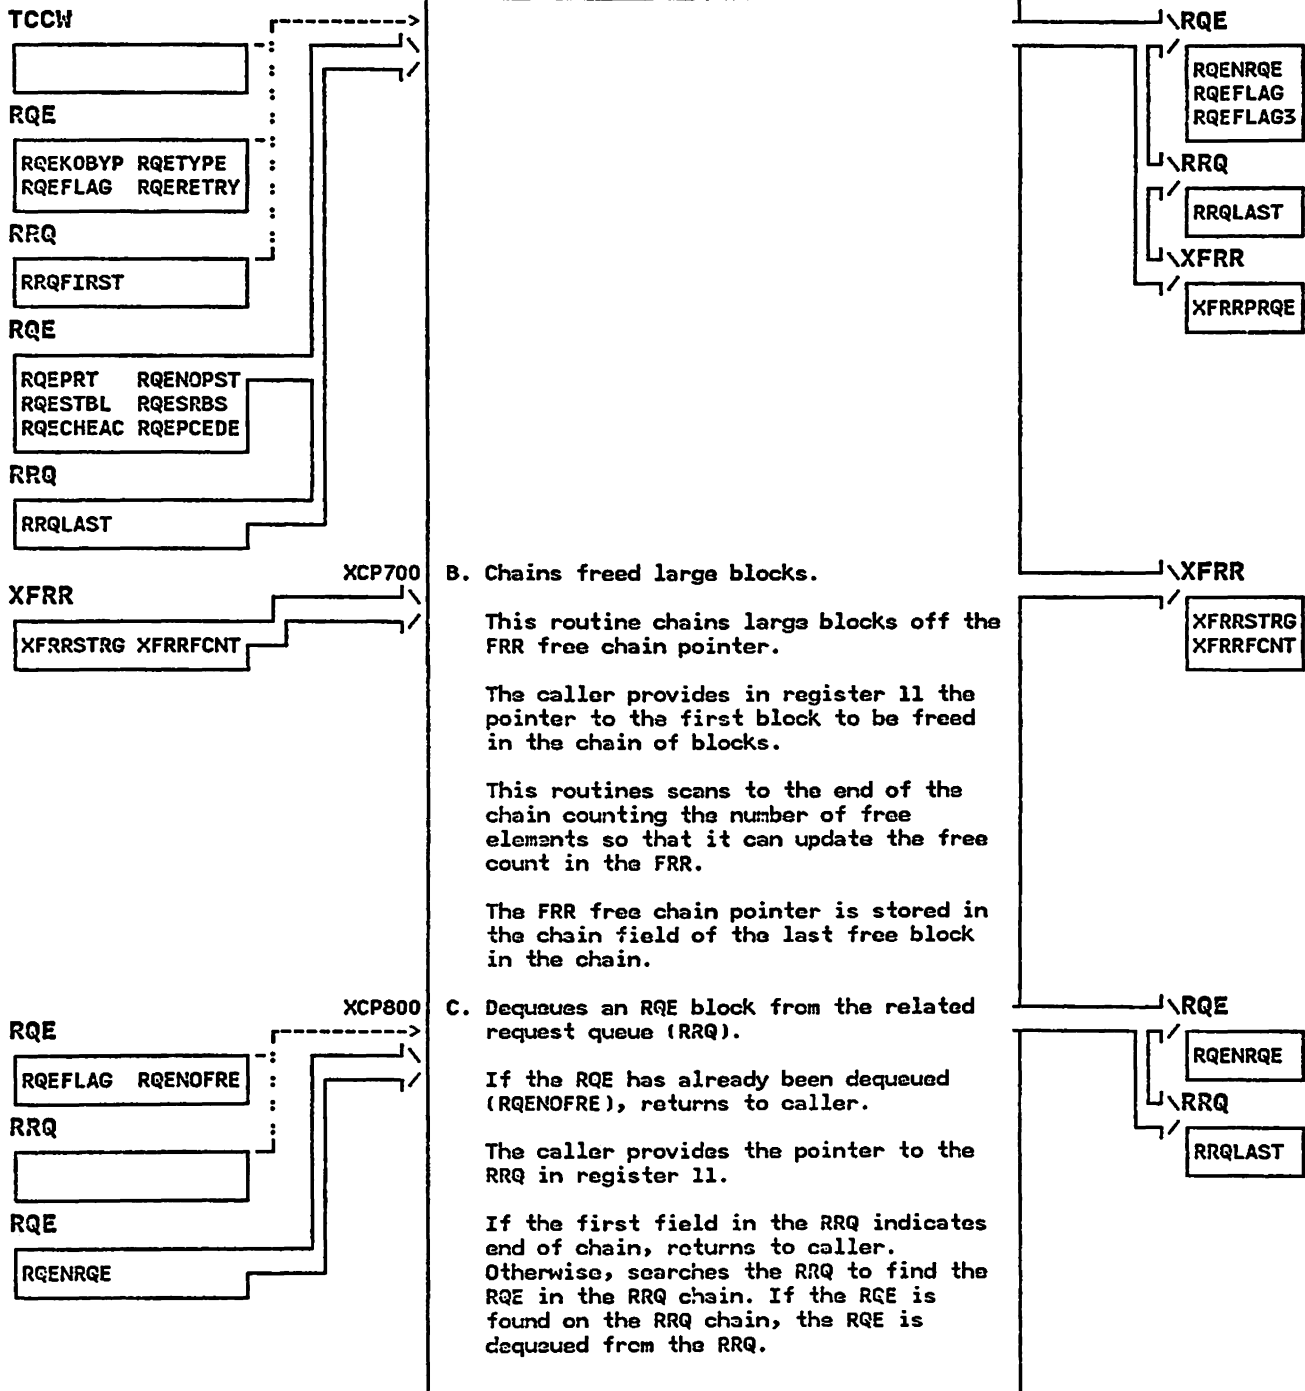 TCCW
RQE
RQEKOBYP RQETYPE
RQEFLAG RQERETRY
RRQ
RRQFIRST
RQE
RQEPRT RQENOPST
RQESTBL RQESRBS
RQECHEAC RQEPCEDE
RRQ
RRQLAST
RQE
RQENRQE
RQEFLAG
RQEFLAG3
RRQ
RRQLAST
XFRR
XFRRPRQE
XCP700
XFRR
XFRRSTRG XFRRFCNT
B. Chains freed large blocks.
This routine chains large blocks off the
FRR free chain pointer.
The caller provides in register 11 the
pointer to the first block to be freed
in the chain of blocks.
This routines scans to the end of the
chain counting the number of free
elements so that it can update the free
count in the FRR.
The FRR free chain pointer is stored in
the chain field of the last free block
in the chain.
XFRR
XFRRSTRG
XFRRFCNT
XCP800
RQE
RQEFLAG RQENOFRE
RRQ
RQE
RQENRQE
C. Dequeues an RQE block from the related
request queue (RRQ).
If the RQE has already been dequeued
(RQENOFRE), returns to caller.
The caller provides the pointer to the
RRQ in register 11.
If the first field in the RRQ indicates
end of chain, returns to caller.
Otherwise, searches the RRQ to find the
RQE in the RRQ chain. If the RQE is
found on the RRQ chain, the RQE is
dequeued from the RRQ.
RQE
RQENRQE
RRQ
RRQLAST